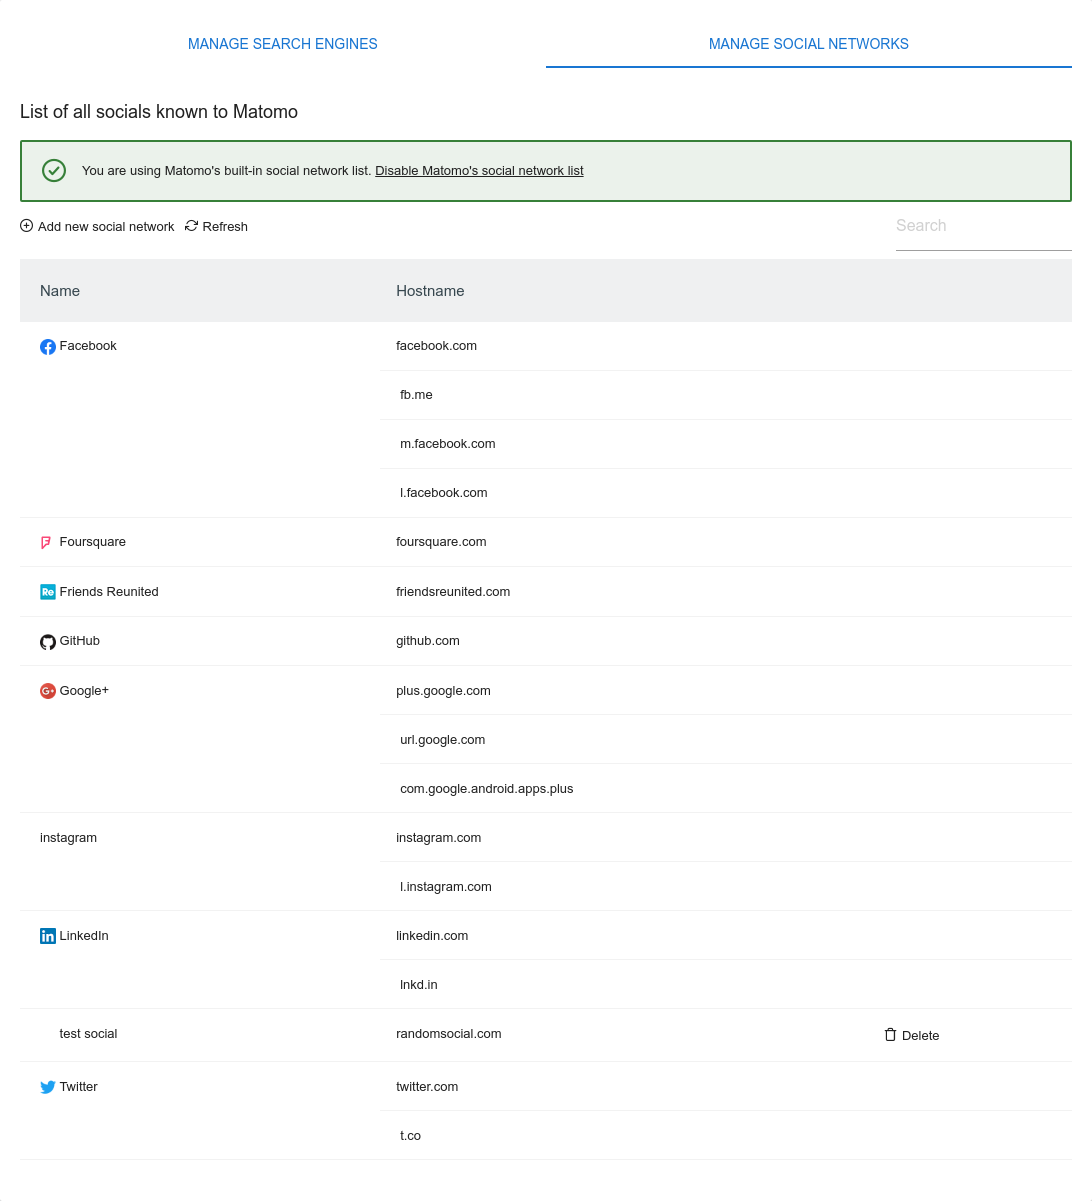 MANAGE SEARCH ENGINES MANAGE SOCIAL NETWORKS
List of all socials known to Matomo
You are using Matomo's built-in social network list. Disable Matomo's social network list
Add new social network Refresh Search
Name Hostname
Facebook facebook.com
fb.me
m.facebook.com
l.facebook.com
Foursquare foursquare.com
Re Friends Reunited friendsreunited.com
GitHub github.com
G+ Google+ plus.google.com
url.google.com
com.google.android.apps.plus
instagram instagram.com
l.instagram.com
in LinkedIn linkedin.com
lnkd.in
test social randomsocial.com Delete
Twitter twitter.com
t.co